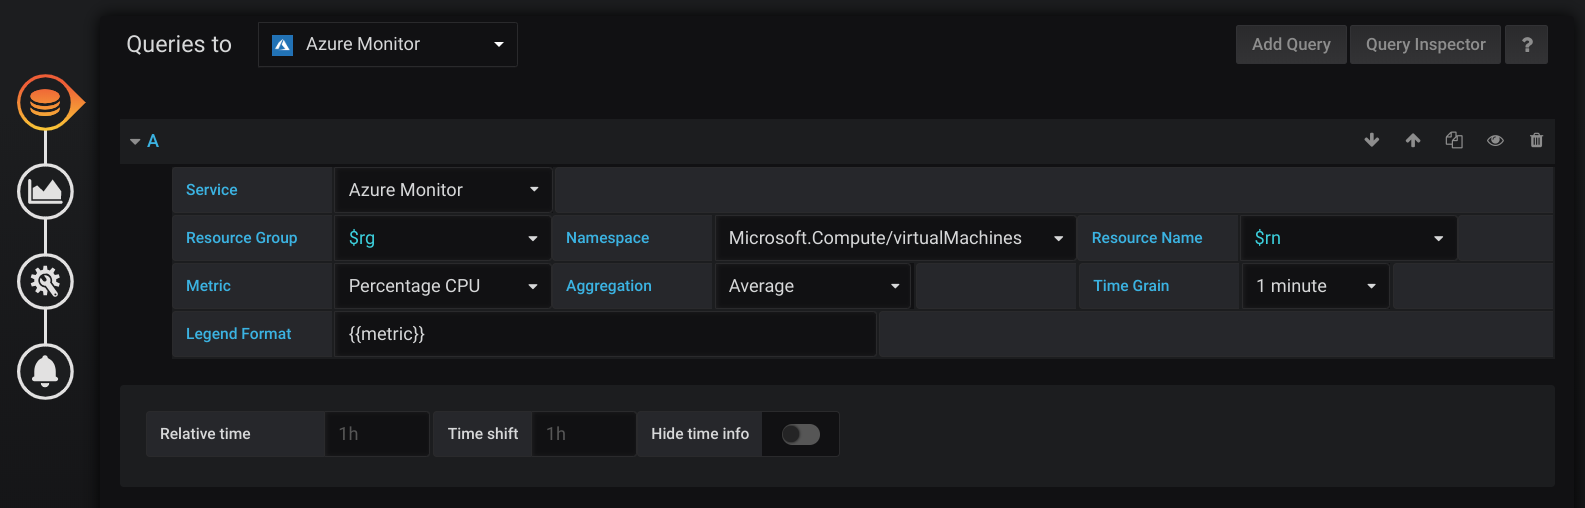 Queries to Azure Monitor Add Query Query Inspector ?
A
Service Azure Monitor
Resource Group $rg Namespace Microsoft.Compute/virtualMachines Resource Name $rn
Metric Percentage CPU Aggregation Average Time Grain 1 minute
Legend Format {{metric}}
Relative time 1h Time shift 1h Hide time info